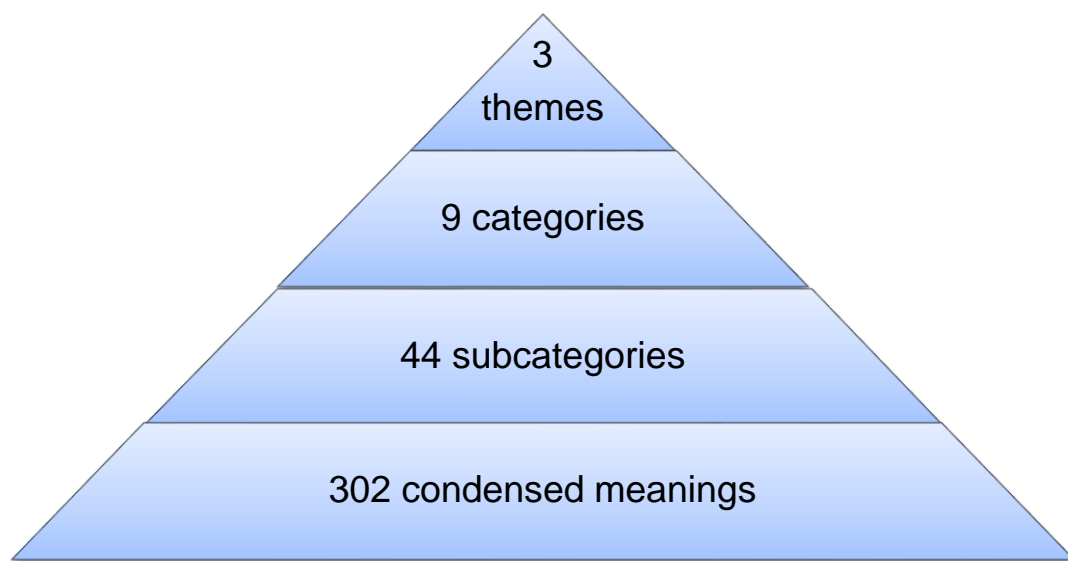 3
themes
9 categories
44 subcategories
302 condensed meanings